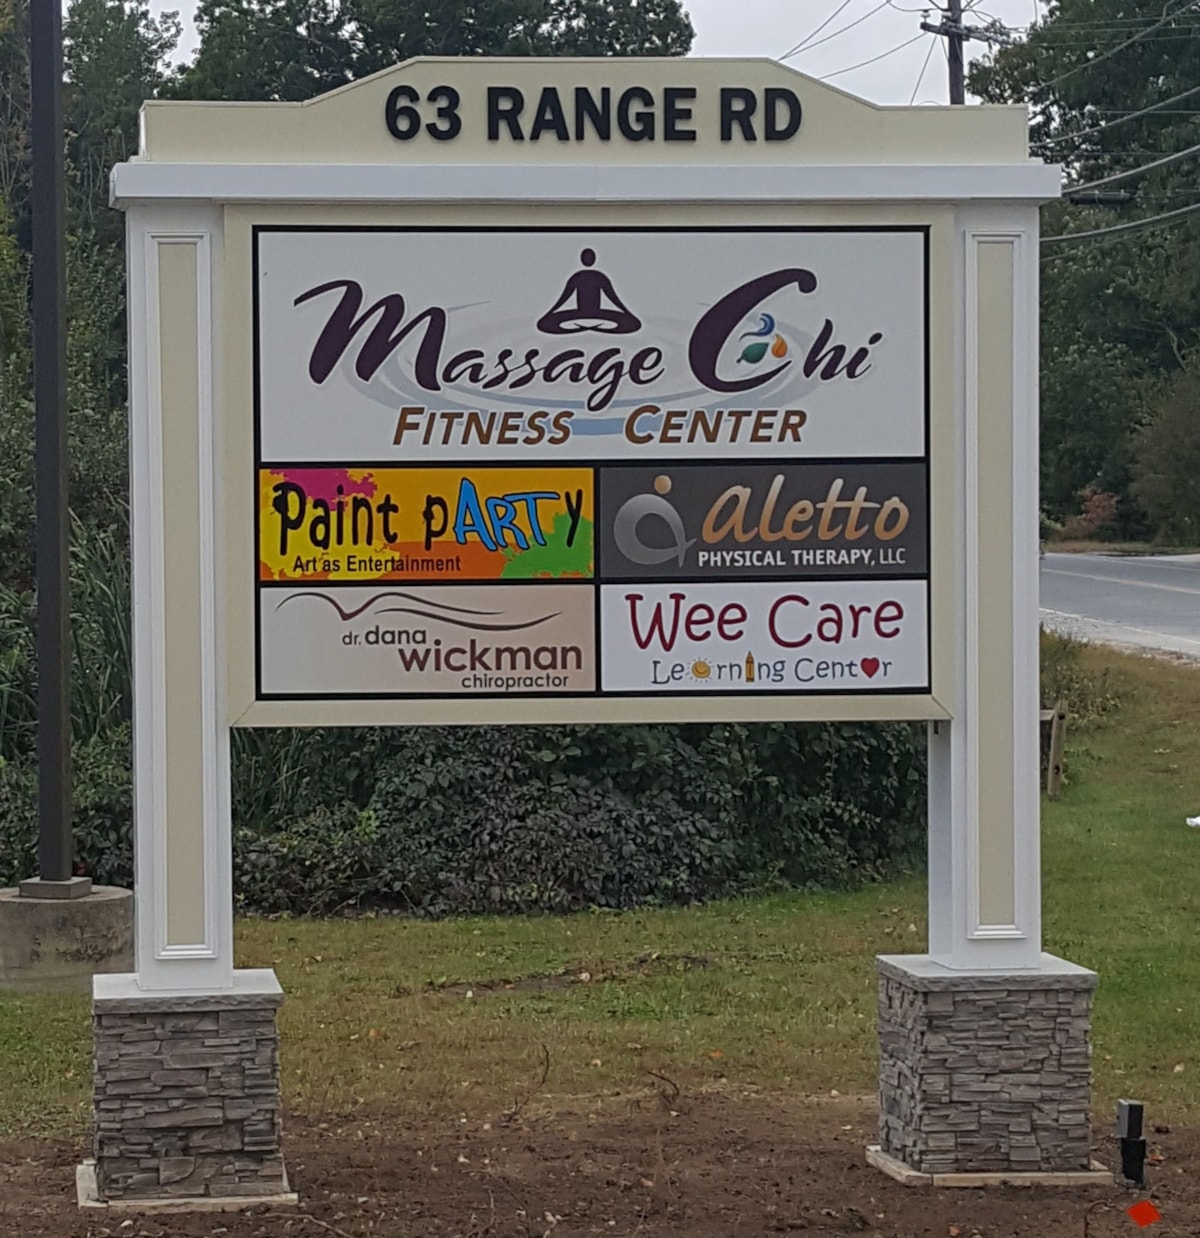 63 RANGE RD
Massage Chi
FITNESS CENTER
Paint pARTy
Art as Entertainment
aletto
PHYSICAL THERAPY, LLC
dr. dana
wickman
chiropractor
Wee Care
Learning Center